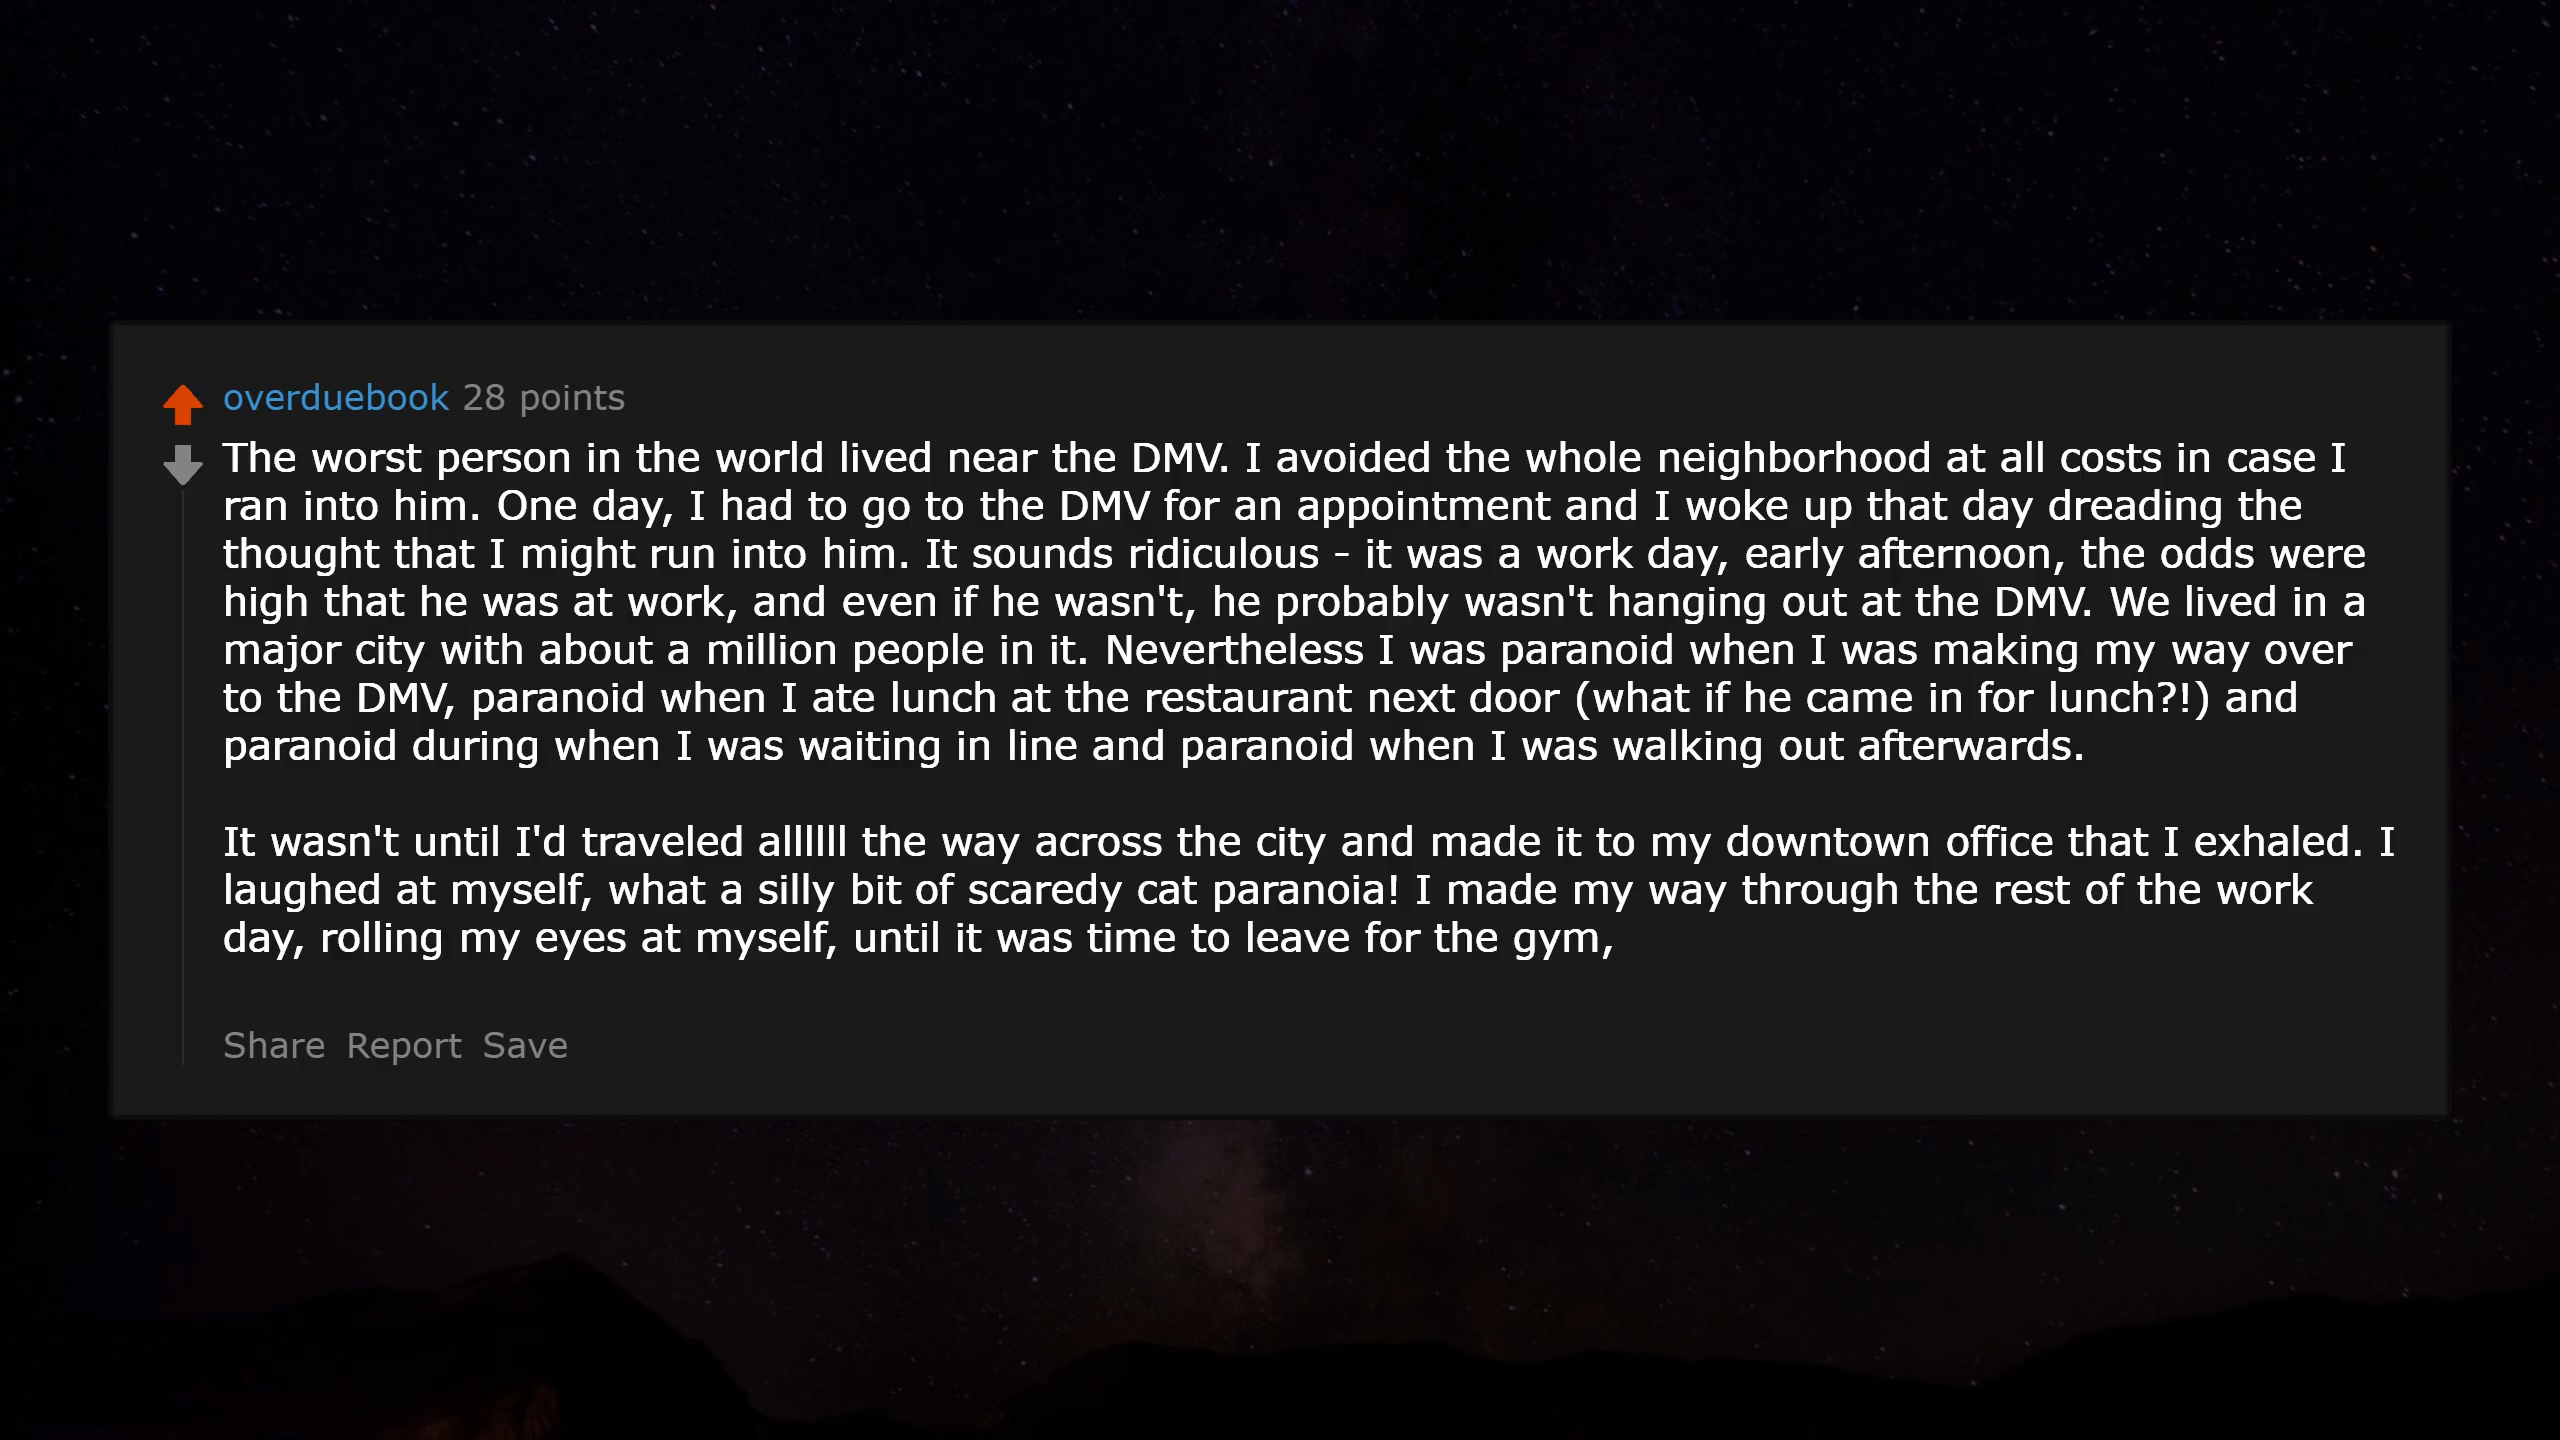 overduebook 28 points
The worst person in the world lived near the DMV. I avoided the whole neighborhood at all costs in case I
ran into him. One day, I had to go to the DMV for an appointment and I woke up that day dreading the
thought that I might run into him. It sounds ridiculous - it was a work day, early afternoon, the odds were
high that he was at work, and even if he wasn't, he probably wasn't hanging out at the DMV. We lived in a
major city with about a million people in it. Nevertheless I was paranoid when I was making my way over
to the DMV, paranoid when I ate lunch at the restaurant next door (what if he came in for lunch?!) and
paranoid during when I was waiting in line and paranoid when I was walking out afterwards.
It wasn't until I'd traveled allllll the way across the city and made it to my downtown office that I exhaled. I
laughed at myself, what a silly bit of scaredy cat paranoia! I made my way through the rest of the work
day, rolling my eyes at myself, until it was time to leave for the gym,
Share Report Save